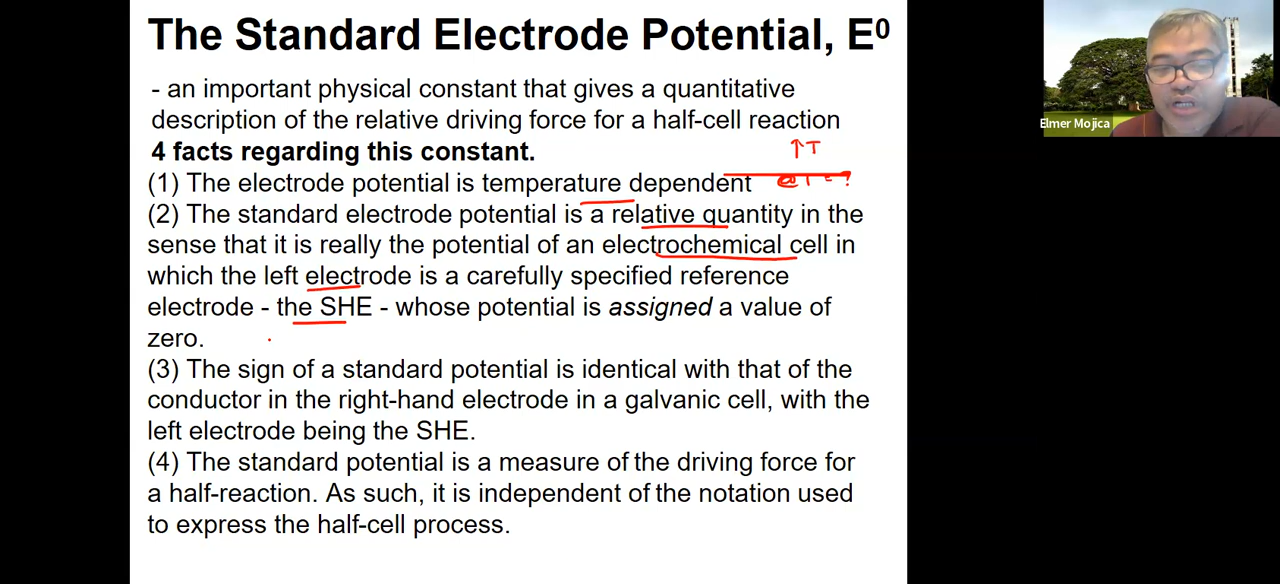 The Standard Electrode Potential, E⁰
- an important physical constant that gives a quantitative
description of the relative driving force for a half-cell reaction
4 facts regarding this constant.
↑T
(1) The electrode potential is temperature dependent @T = ?
(2) The standard electrode potential is a relative quantity in the
sense that it is really the potential of an electrochemical cell in
which the left electrode is a carefully specified reference
electrode - the SHE - whose potential is assigned a value of
zero.
(3) The sign of a standard potential is identical with that of the
conductor in the right-hand electrode in a galvanic cell, with the
left electrode being the SHE.
(4) The standard potential is a measure of the driving force for
a half-reaction. As such, it is independent of the notation used
to express the half-cell process.
Elmer Mojica